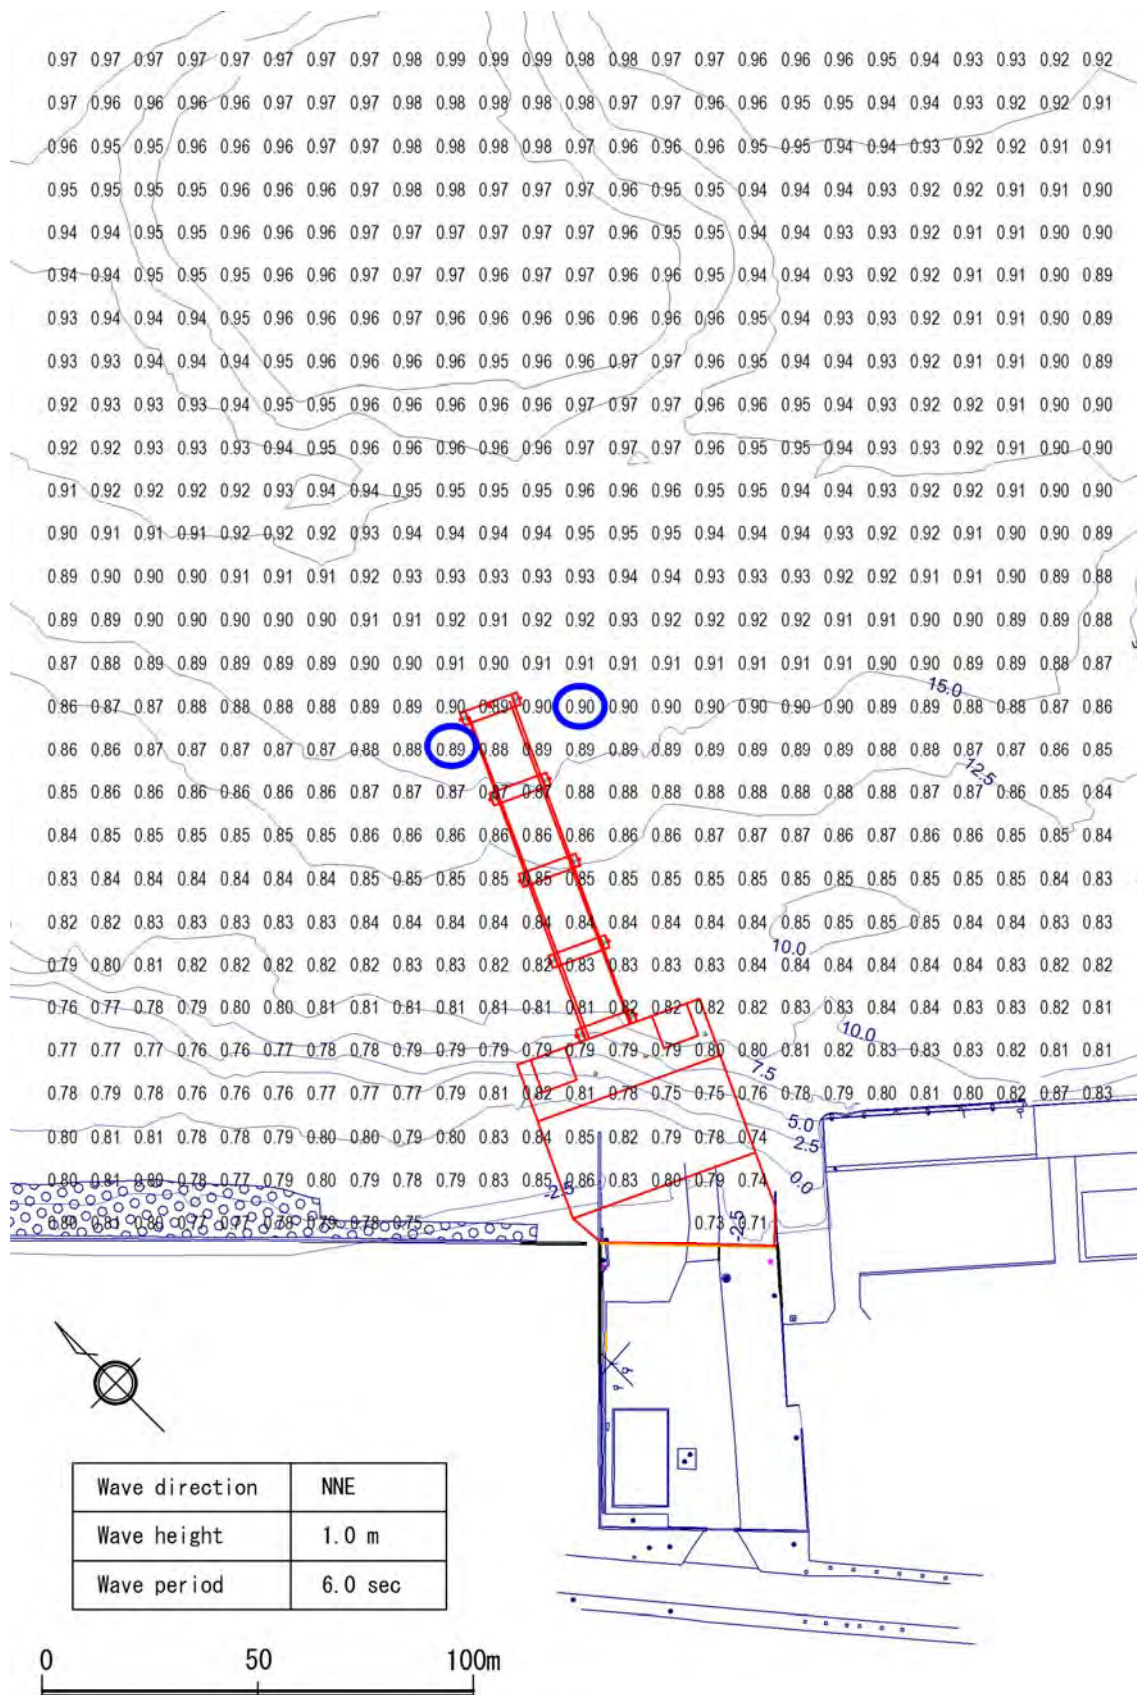 0.97 0.97 0.97 0.97 0.97 0.97 0.97 0.97 0.98 0.99 0.99 0.99 0.98 0.98 0.97 0.97 0.96 0.96 0.96 0.95 0.94 0.93 0.93 0.92 0.92
0.97 0.96 0.96 0.96 0.96 0.97 0.97 0.97 0.98 0.98 0.98 0.98 0.98 0.97 0.97 0.96 0.96 0.95 0.95 0.94 0.94 0.93 0.92 0.92 0.91
0.96 0.95 0.95 0.96 0.96 0.96 0.97 0.97 0.98 0.98 0.98 0.98 0.97 0.96 0.96 0.96 0.95 0.95 0.94 0.94 0.93 0.92 0.92 0.91 0.91
0.95 0.95 0.95 0.95 0.96 0.96 0.96 0.97 0.98 0.98 0.97 0.97 0.97 0.96 0.95 0.95 0.94 0.94 0.94 0.93 0.92 0.92 0.91 0.91 0.90
0.94 0.94 0.95 0.95 0.96 0.96 0.96 0.97 0.97 0.97 0.97 0.97 0.97 0.96 0.95 0.95 0.94 0.94 0.93 0.93 0.92 0.91 0.91 0.90 0.90
0.94 0.94 0.95 0.95 0.95 0.96 0.96 0.97 0.97 0.97 0.96 0.97 0.97 0.96 0.96 0.95 0.94 0.94 0.93 0.92 0.92 0.91 0.91 0.90 0.89
0.93 0.94 0.94 0.94 0.95 0.96 0.96 0.96 0.97 0.96 0.96 0.96 0.96 0.96 0.96 0.96 0.95 0.94 0.93 0.93 0.92 0.91 0.91 0.90 0.89
0.93 0.93 0.94 0.94 0.94 0.95 0.96 0.96 0.96 0.96 0.95 0.96 0.96 0.97 0.97 0.96 0.95 0.94 0.94 0.93 0.92 0.91 0.91 0.90 0.89
0.92 0.93 0.93 0.93 0.94 0.95 0.95 0.96 0.96 0.96 0.96 0.96 0.97 0.97 0.97 0.96 0.96 0.95 0.94 0.93 0.92 0.92 0.91 0.90 0.90
0.92 0.92 0.93 0.93 0.93 0.94 0.95 0.96 0.96 0.96 0.96 0.96 0.97 0.97 0.97 0.96 0.95 0.95 0.94 0.93 0.93 0.92 0.91 0.90 0.90
0.91 0.92 0.92 0.92 0.92 0.93 0.94 0.94 0.95 0.95 0.95 0.95 0.96 0.96 0.96 0.95 0.95 0.94 0.94 0.93 0.92 0.92 0.91 0.90 0.90
0.90 0.91 0.91 0.91 0.92 0.92 0.92 0.93 0.94 0.94 0.94 0.94 0.95 0.95 0.95 0.94 0.94 0.94 0.93 0.92 0.92 0.91 0.90 0.90 0.89
0.89 0.90 0.90 0.90 0.91 0.91 0.91 0.92 0.93 0.93 0.93 0.93 0.93 0.94 0.94 0.93 0.93 0.93 0.92 0.92 0.91 0.91 0.90 0.89 0.88
0.89 0.89 0.90 0.90 0.90 0.90 0.90 0.91 0.91 0.92 0.91 0.92 0.92 0.93 0.92 0.92 0.92 0.92 0.91 0.91 0.90 0.90 0.89 0.89 0.88
0.87 0.88 0.89 0.89 0.89 0.89 0.89 0.90 0.90 0.91 0.90 0.91 0.91 0.91 0.91 0.91 0.91 0.91 0.91 0.90 0.90 0.89 0.89 0.88 0.87
15.0
0.86 0.87 0.87 0.88 0.88 0.88 0.88 0.89 0.89 0.90 0.89 0.90 0.90 0.90 0.90 0.90 0.90 0.90 0.90 0.89 0.89 0.88 0.88 0.87 0.86
0.86 0.86 0.87 0.87 0.87 0.87 0.87 0.88 0.88 0.89 0.88 0.89 0.89 0.89 0.89 0.89 0.89 0.89 0.89 0.88 0.88 0.87 0.87 0.86 0.85
12.5
0.85 0.86 0.86 0.86 0.86 0.86 0.86 0.87 0.87 0.87 0.87 0.87 0.88 0.88 0.88 0.88 0.88 0.88 0.88 0.88 0.87 0.87 0.86 0.85 0.84
0.84 0.85 0.85 0.85 0.85 0.85 0.85 0.86 0.86 0.86 0.86 0.86 0.86 0.86 0.86 0.87 0.87 0.87 0.86 0.87 0.86 0.86 0.85 0.85 0.84
0.83 0.84 0.84 0.84 0.84 0.84 0.84 0.85 0.85 0.85 0.85 0.85 0.85 0.85 0.85 0.85 0.85 0.85 0.85 0.85 0.85 0.85 0.85 0.84 0.83
0.82 0.82 0.83 0.83 0.83 0.83 0.83 0.84 0.84 0.84 0.84 0.84 0.84 0.84 0.84 0.84 0.84 0.85 0.85 0.85 0.85 0.84 0.84 0.83 0.83
10.0
0.79 0.80 0.81 0.82 0.82 0.82 0.82 0.82 0.83 0.83 0.82 0.82 0.83 0.83 0.83 0.83 0.84 0.84 0.84 0.84 0.84 0.84 0.83 0.82 0.82
0.76 0.77 0.78 0.79 0.80 0.80 0.81 0.81 0.81 0.81 0.81 0.81 0.81 0.82 0.82 0.82 0.82 0.83 0.83 0.84 0.84 0.83 0.83 0.82 0.81
10.0
0.77 0.77 0.77 0.76 0.76 0.77 0.78 0.78 0.79 0.79 0.79 0.79 0.79 0.79 0.79 0.80 0.80 0.81 0.82 0.83 0.83 0.83 0.82 0.81 0.81
7.5
0.78 0.79 0.78 0.76 0.76 0.76 0.77 0.77 0.77 0.79 0.81 0.82 0.81 0.78 0.75 0.75 0.76 0.78 0.79 0.80 0.81 0.80 0.82 0.87 0.83
5.0
0.80 0.81 0.81 0.78 0.78 0.79 0.80 0.80 0.79 0.80 0.83 0.84 0.85 0.82 0.79 0.78 0.74
2.5
0.80 0.81 0.80 0.78 0.77 0.79 0.80 0.79 0.78 0.79 0.83 0.85 0.86 0.83 0.80 0.79 0.74
0.0
-2.5
0.80 0.81 0.80 0.77 0.77 0.78 0.79 0.78 0.75 0.73 0.71
-2.5
Wave direction NNE
Wave height 1.0 m
Wave period 6.0 sec
0 50 100m